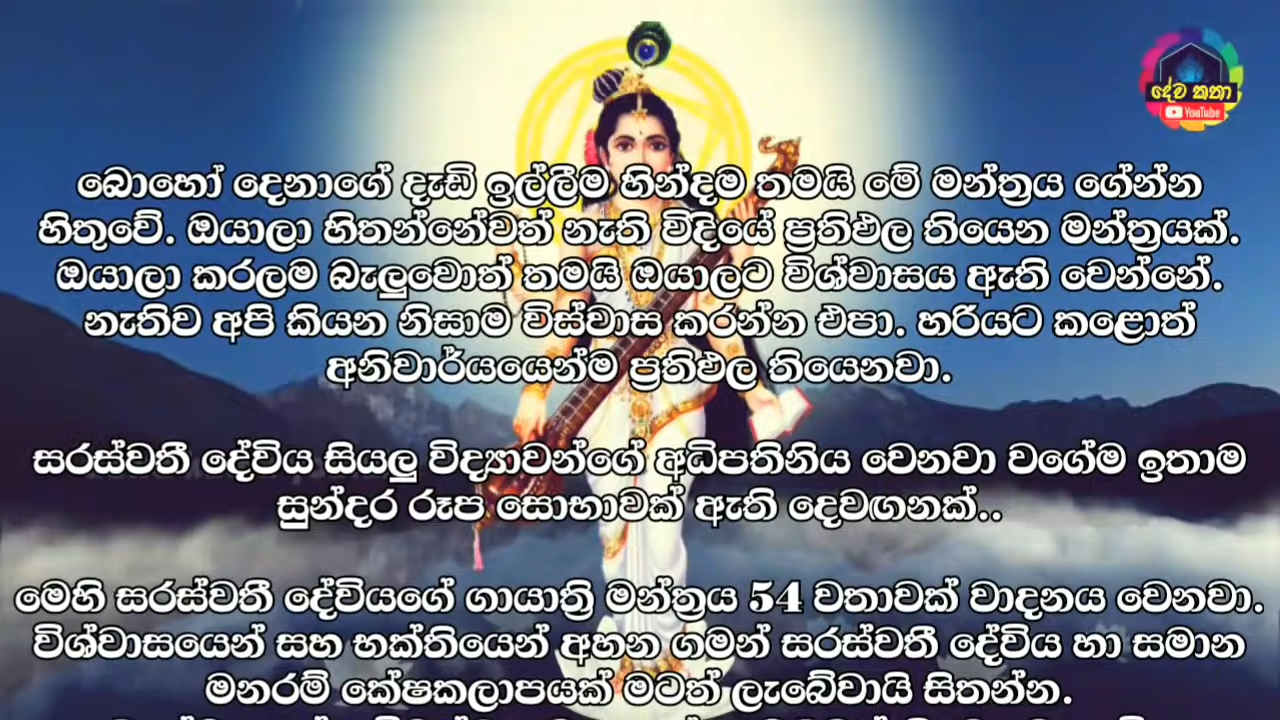 දේව කතා
YouTube
බොහෝ දෙනාගේ දැඩි ඉල්ලීම හින්දම තමයි මේ මන්ත්‍රය ගේන්න
හිතුවේ. ඔයාලා හිතන්නේවත් නැති විදියේ ප්‍රතිඵල තියෙන මන්ත්‍රයක්.
ඔයාලා කරලම බැලුවොත් තමයි ඔයාලට විශ්වාසය ඇති වෙන්නේ.
නැතිව අපි කියන නිසාම විස්වාස කරන්න එපා. හරියට කළොත්
අනිවාර්යයෙන්ම ප්‍රතිඵල තියෙනවා.
සරස්වතී දේවිය සියලු විද්‍යාවන්ගේ අධිපතිනිය වෙනවා වගේම ඉතාම
සුන්දර රූප සොභාවක් ඇති දෙවඟනක්..
මෙහි සරස්වතී දේවියගේ ගායාත්‍රි මන්ත්‍රය 54 වතාවක් වාදනය වෙනවා.
විශ්වාසයෙන් සහ භක්තියෙන් අහන ගමන් සරස්වතී දේවිය හා සමාන
මනරම් කේෂකලාපයක් මටත් ලැබේවායි සිතන්න.